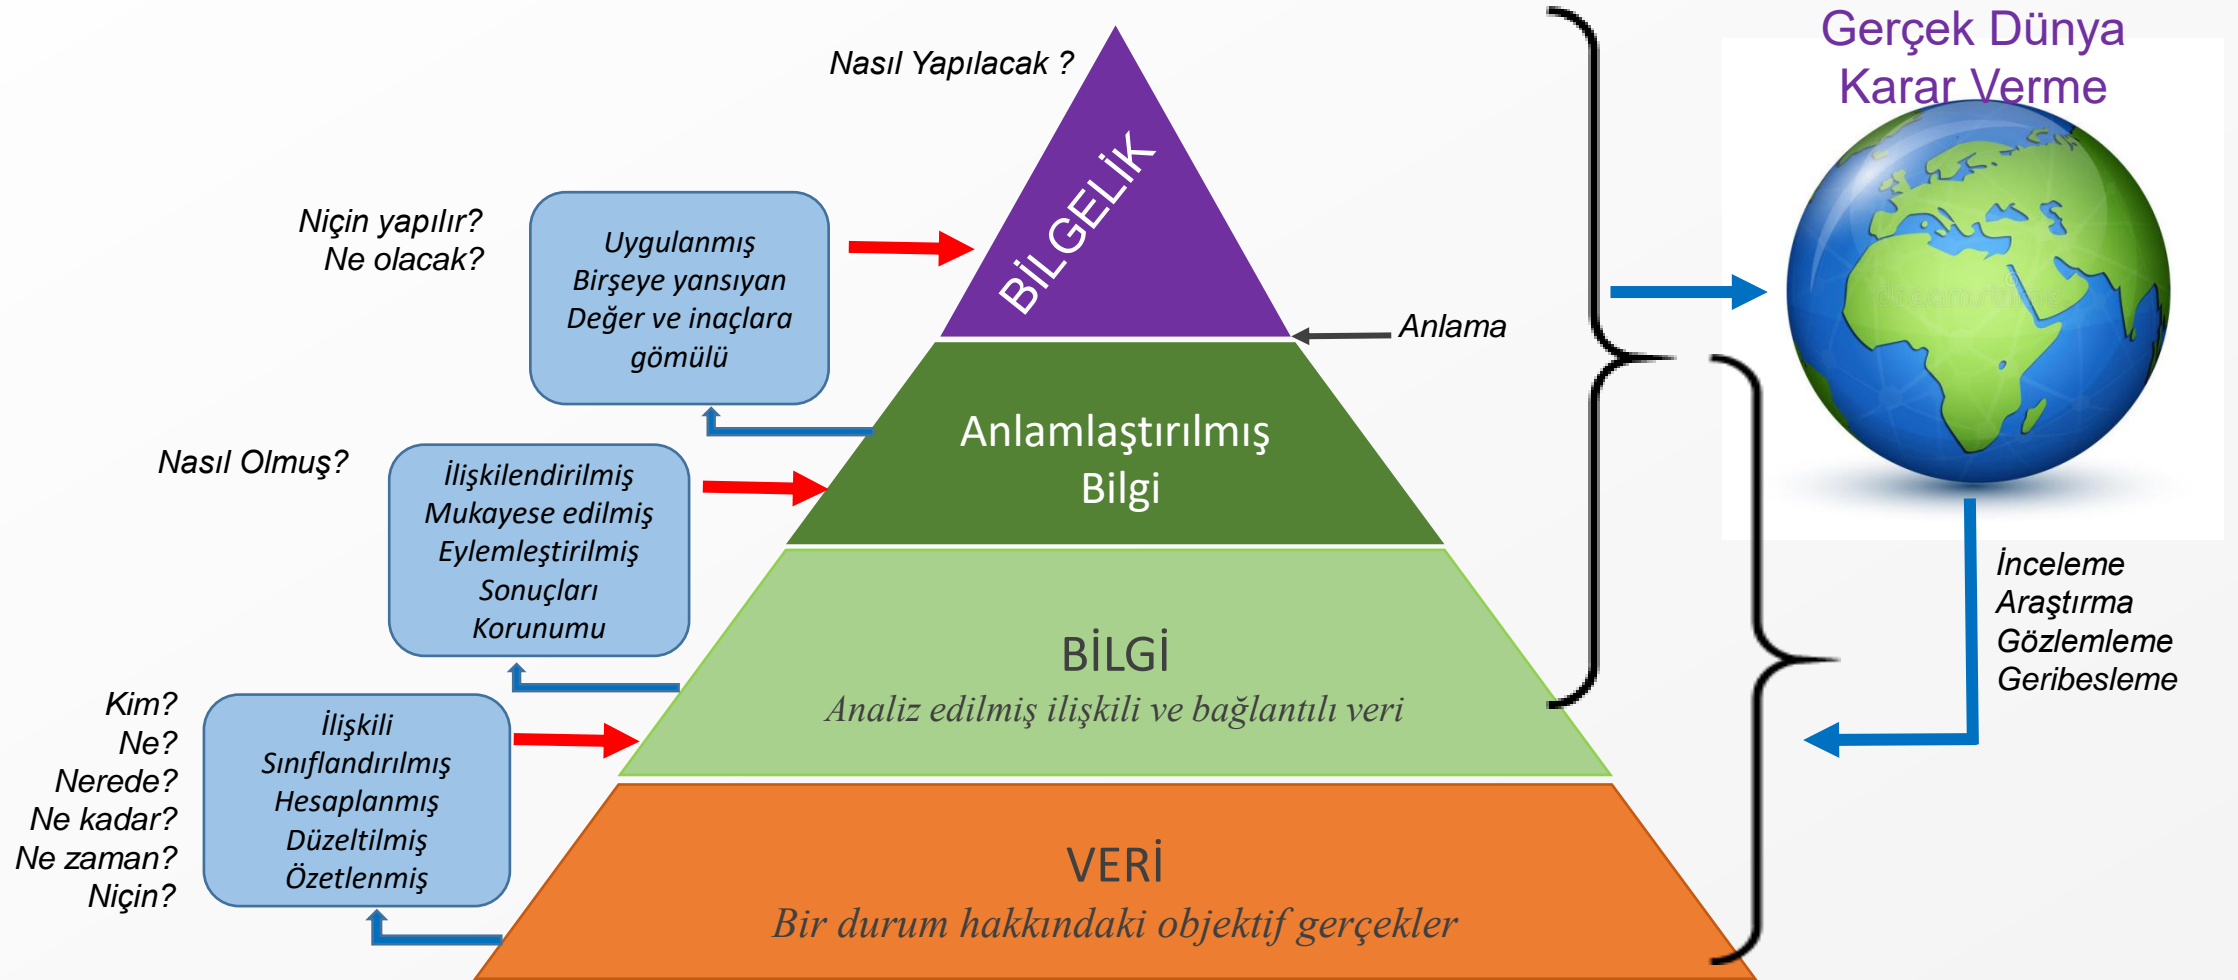 Gerçek Dünya
Karar Verme
Nasıl Yapılacak ?
BİLGELİK
Niçin yapılır?
Ne olacak?
Uygulanmış
Birşeye yansıyan
Değer ve inaçlara
gömülü
Anlama
Anlamlaştırılmış
Bilgi
Nasıl Olmuş?
İlişkilendirilmiş
Mukayese edilmiş
Eylemleştirilmiş
Sonuçları
Korunumu
İnceleme
Araştırma
Gözlemleme
Geribesleme
BİLGİ
Analiz edilmiş ilişkili ve bağlantılı veri
Kim?
Ne?
Nerede?
Ne kadar?
Ne zaman?
Niçin?
İlişkili
Sınıflandırılmış
Hesaplanmış
Düzeltilmiş
Özetlenmiş
VERİ
Bir durum hakkındaki objektif gerçekler